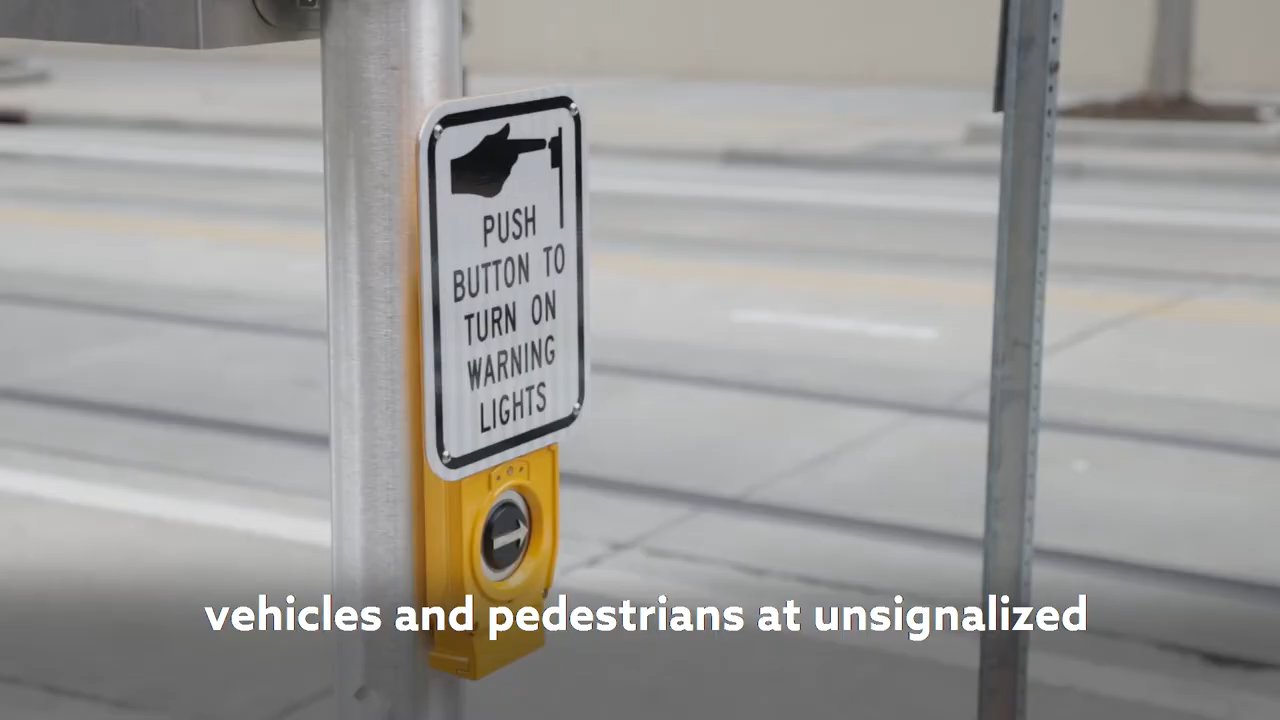 PUSH
BUTTON TO
TURN ON
WARNING
LIGHTS
vehicles and pedestrians at unsignalized